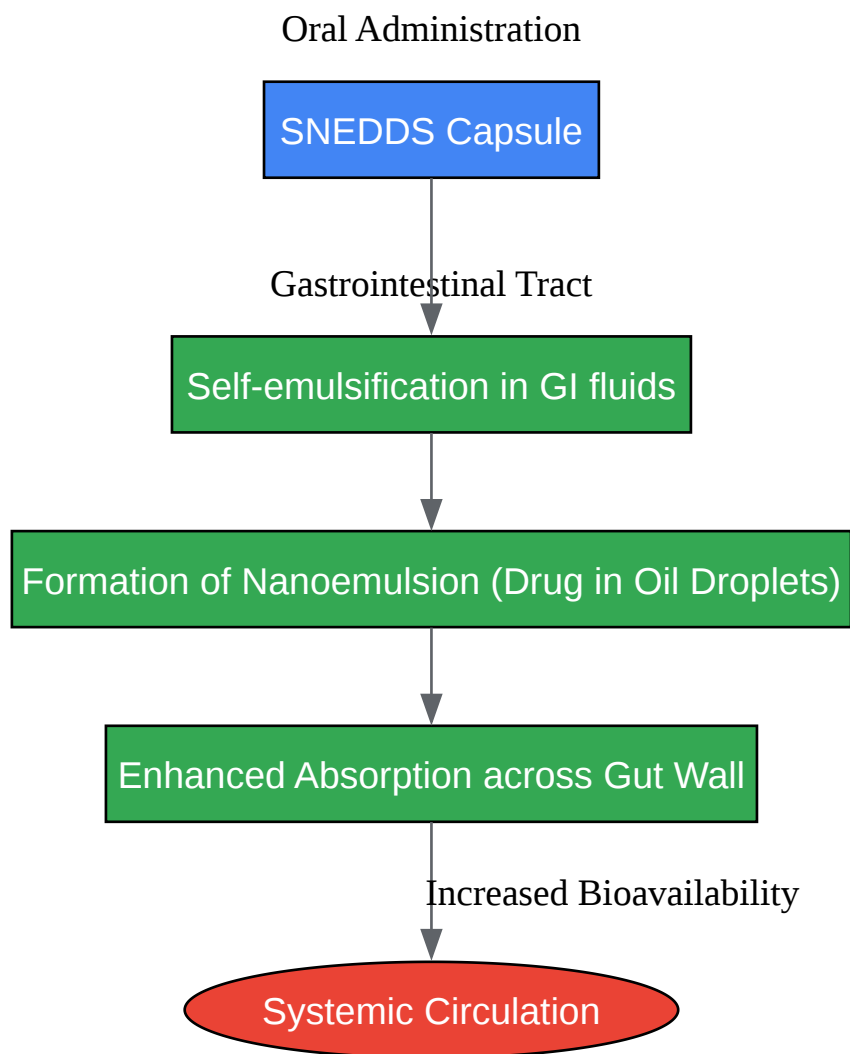 Oral Administration
SNEDDS Capsule
Gastrointestinal Tract
Self-emulsification in GI fluids
Formation of Nanoemulsion (Drug in Oil Droplets)
Enhanced Absorption across Gut Wall
Increased Bioavailability
Systemic Circulation